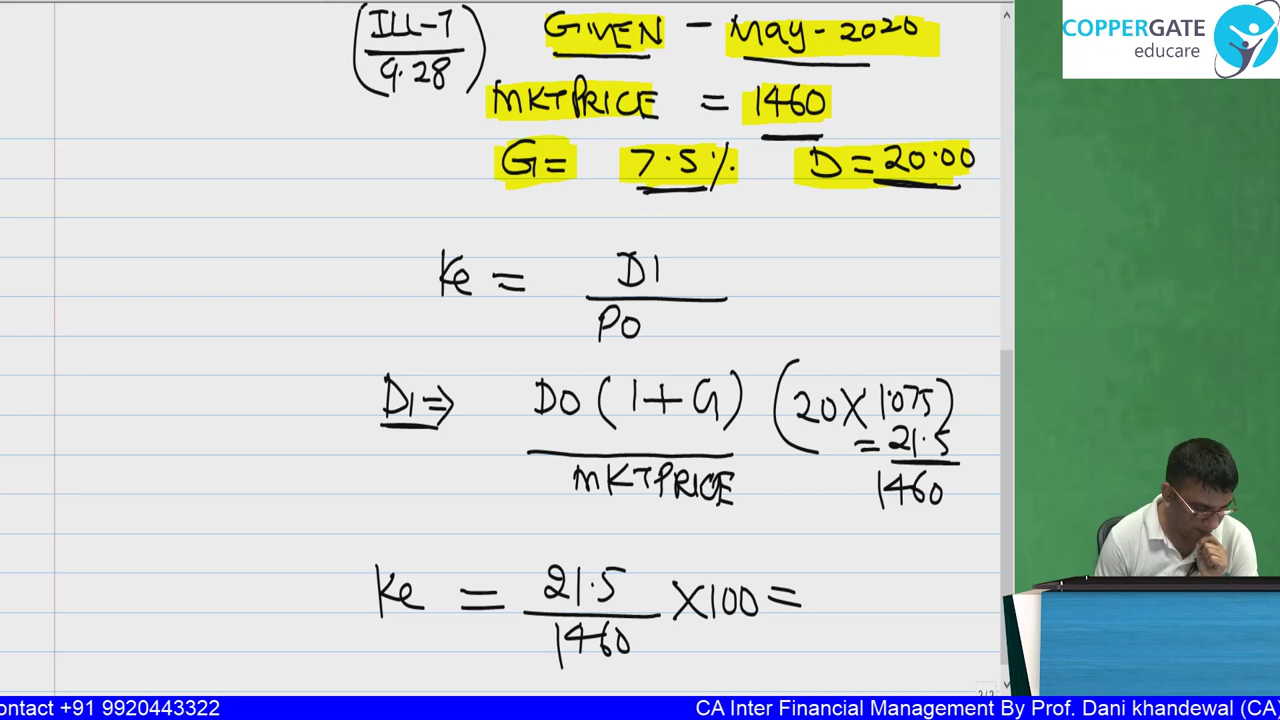 (ILL-7
9.28)
GIVEN - May-2020
MKTPRICE = 1460
G= 7.5% D=20.00
Ke = D1
P0
D1⇒ D0 (1+G) (20X1.075)
= 21.5
MKTPRICE 1460
Ke = 21.5 X100=
1460
COPPERGATE
educare
ontact +91 9920443322 CA Inter Financial Management By Prof. Dani khandewal (CA)